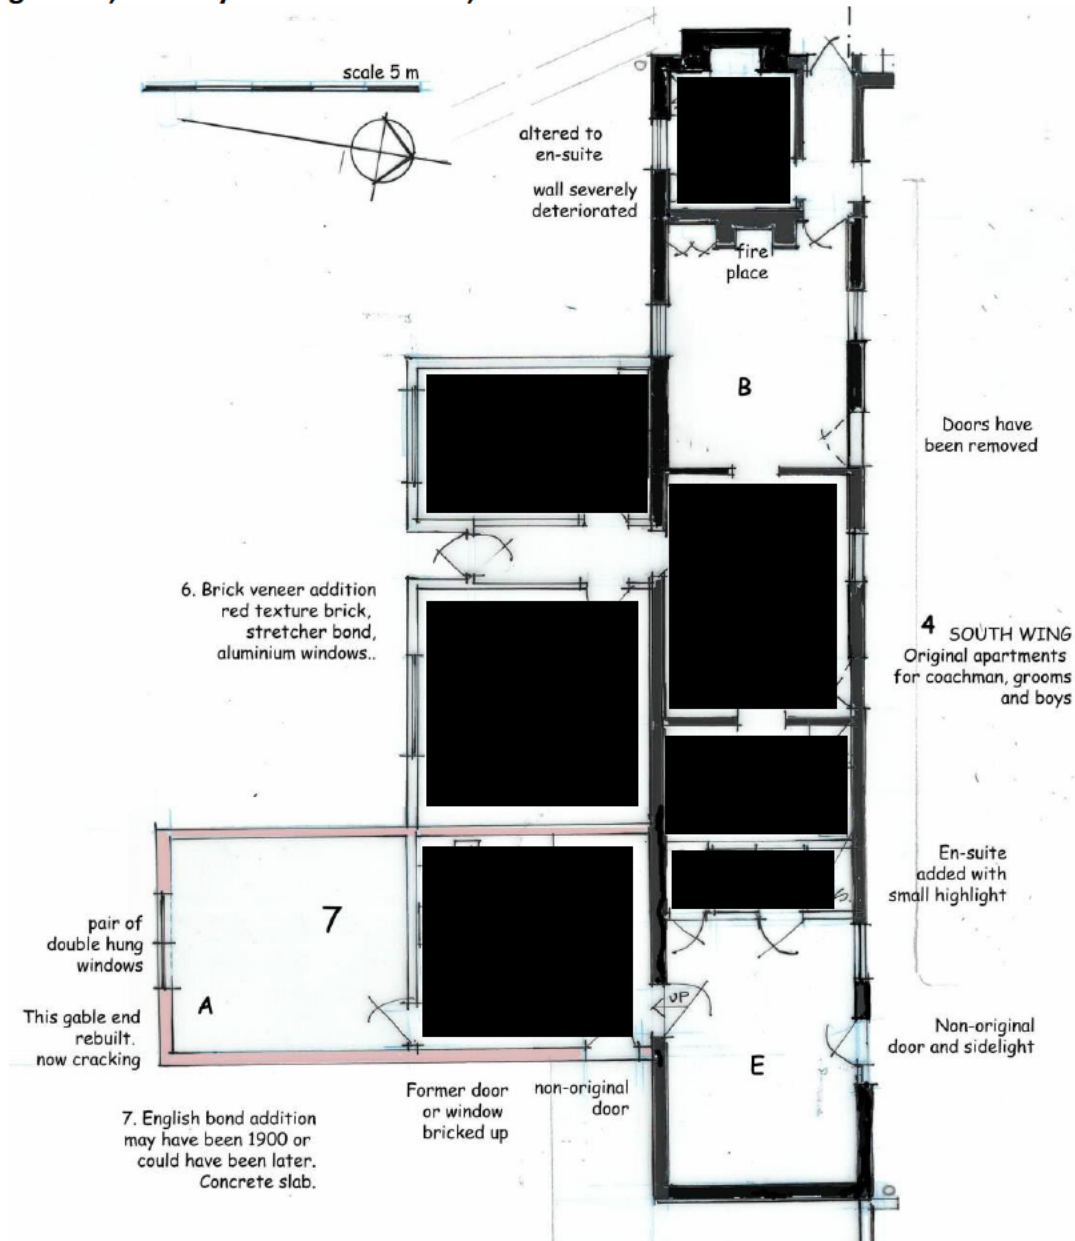 scale 5 m
altered to
en-suite
wall severely
deteriorated
fire
place
B
Doors have
been removed
6. Brick veneer addition
red texture brick,
stretcher bond,
aluminium windows..
4 SOUTH WING
Original apartments
for coachman, grooms
and boys
En-suite
added with
small highlight
pair of
double hung
windows
7
A
This gable end
rebuilt.
now cracking
UP
E
Non-original
door and sidelight
Former door
or window
bricked up
non-original
door
7. English bond addition
may have been 1900 or
could have been later.
Concrete slab.